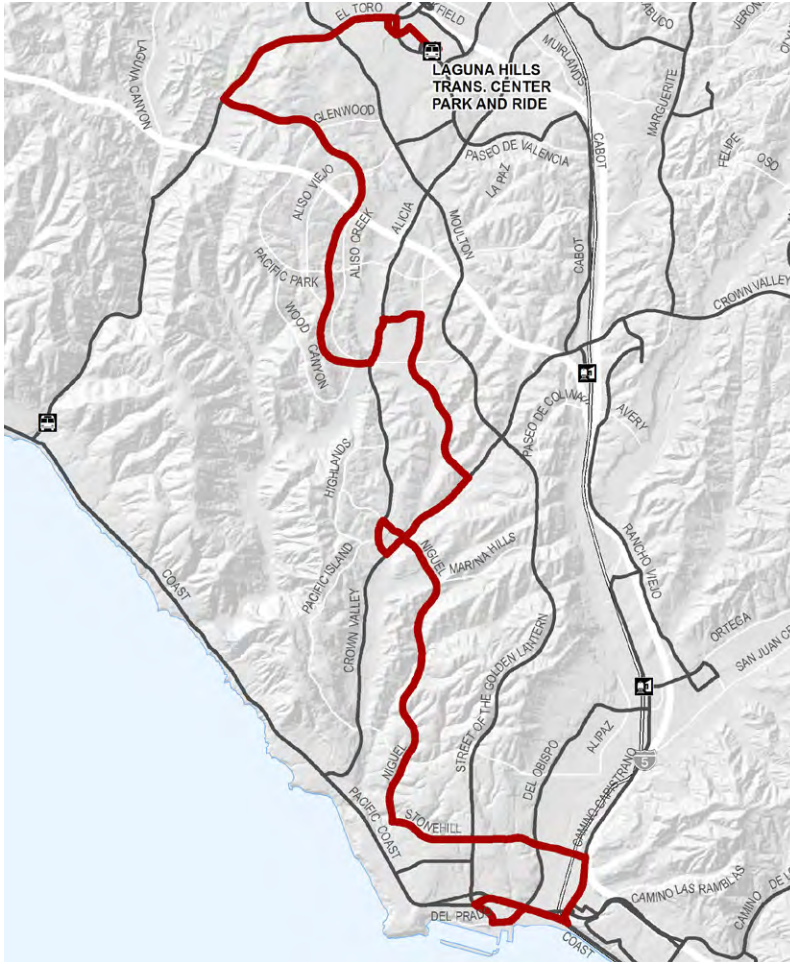 EL TORO
FIELD
LAGUNA HILLS
TRANS. CENTER
PARK AND RIDE
LAGUNA CANYON
MUIRLANDS
MARGUERITE
GLENWOOD
CABOT
PASEO DE VALENCIA
FELIPE
OSO
LA PAZ
ALISO VIEJO
ALICIA
MOULTON
ALISO CREEK
CABOT
PACIFIC PARK
CROWN VALLEY
WOOD
CANYON
PASEO DE COLINAS
AVERY
HIGHLANDS
NIGUEL
MARINA HILLS
RANCHO VIEJO
COAST
PACIFIC ISLAND
CROWN VALLEY
ORTEGA
SAN JUAN
STREET OF THE GOLDEN LANTERN
ALIPAZ
DEL OBISPO
5
NIGUEL
CAMINO CAPISTRANO
PACIFIC COAST
STONEHILL
CAMINO LAS RAMBLAS
CAMINO DE
DEL PRADO
COAST